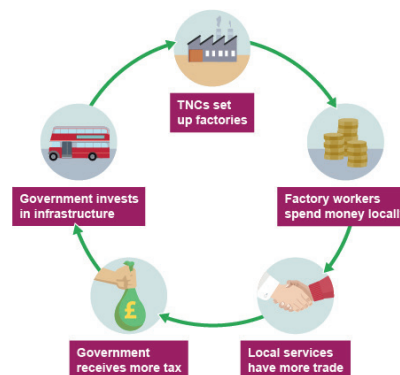 TNCs set
up factories
Factory workers
spend money locally
Local services
have more trade
Government
receives more tax
£
Government invests
in infrastructure